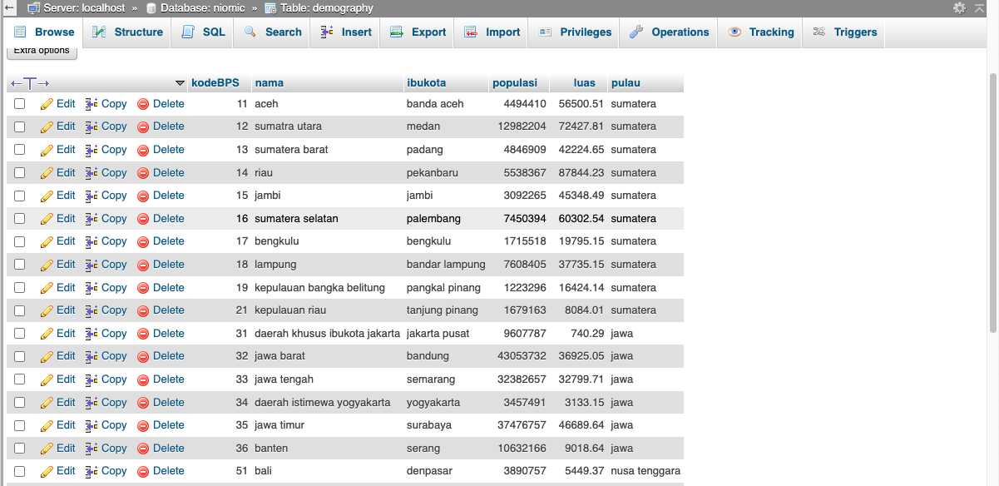 Server: localhost » Database: niomic » Table: demography
Browse Structure SQL Search Insert Export Import Privileges Operations Tracking Triggers
Extra options
kodeBPS nama ibukota populasi luas pulau
Edit Copy Delete 11 aceh banda aceh 4494410 56500.51 sumatera
Edit Copy Delete 12 sumatra utara medan 12982204 72427.81 sumatera
Edit Copy Delete 13 sumatera barat padang 4846909 42224.65 sumatera
Edit Copy Delete 14 riau pekanbaru 5538367 87844.23 sumatera
Edit Copy Delete 15 jambi jambi 3092265 45348.49 sumatera
Edit Copy Delete 16 sumatera selatan palembang 7450394 60302.54 sumatera
Edit Copy Delete 17 bengkulu bengkulu 1715518 19795.15 sumatera
Edit Copy Delete 18 lampung bandar lampung 7608405 37735.15 sumatera
Edit Copy Delete 19 kepulauan bangka belitung pangkal pinang 1223296 16424.14 sumatera
Edit Copy Delete 21 kepulauan riau tanjung pinang 1679163 8084.01 sumatera
Edit Copy Delete 31 daerah khusus ibukota jakarta jakarta pusat 9607787 740.29 jawa
Edit Copy Delete 32 jawa barat bandung 43053732 36925.05 jawa
Edit Copy Delete 33 jawa tengah semarang 32382657 32799.71 jawa
Edit Copy Delete 34 daerah istimewa yogyakarta yogyakarta 3457491 3133.15 jawa
Edit Copy Delete 35 jawa timur surabaya 37476757 46689.64 jawa
Edit Copy Delete 36 banten serang 10632166 9018.64 jawa
Edit Copy Delete 51 bali denpasar 3890757 5449.37 nusa tenggara